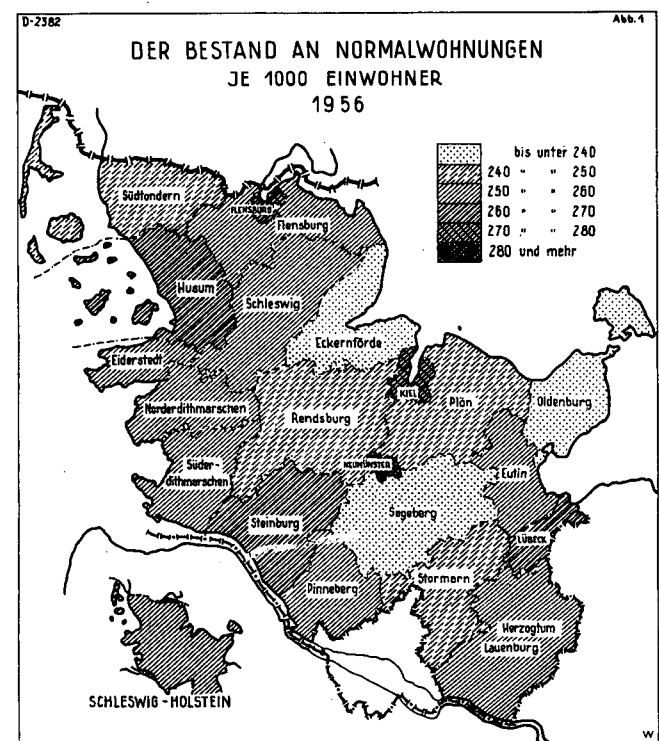 D-2382
Abb. 1
DER BESTAND AN NORMALWOHNUNGEN
JE 1000 EINWOHNER
1956
bis unter 240
240 " " 250
250 " " 260
260 " " 270
270 " " 280
280 und mehr
Südtondern
FLENSBURG
Flensburg
Husum
Schleswig
Eckernförde
Eiderstedt
KIEL
Plön
Oldenburg
Norderdithmarschen
Rendsburg
Süder-
dithmarschen
NEUMÜNSTER
Eutin
Steinburg
Segeberg
LÜBECK
Pinneberg
Stormarn
Herzogtum
Lauenburg
SCHLESWIG-HOLSTEIN
W